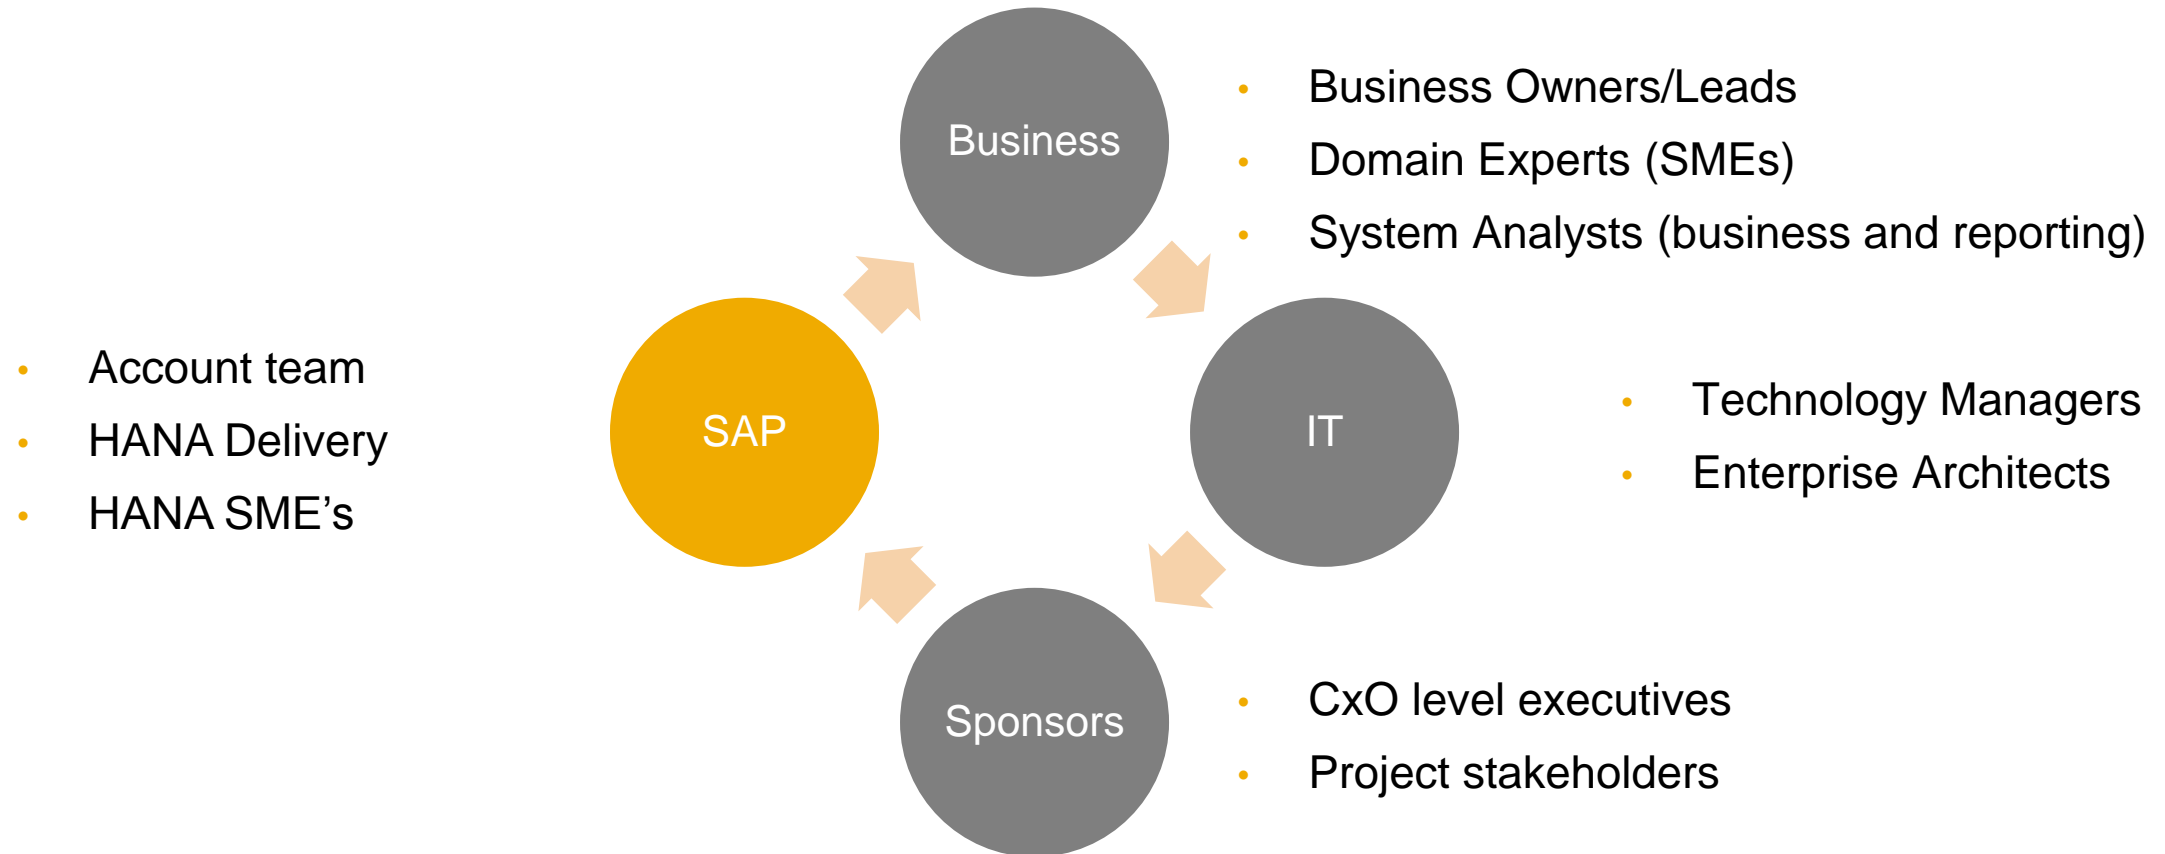 Business
• Business Owners/Leads
• Domain Experts (SMEs)
• System Analysts (business and reporting)
SAP
• Account team
• HANA Delivery
• HANA SME’s
IT
• Technology Managers
• Enterprise Architects
Sponsors
• CxO level executives
• Project stakeholders